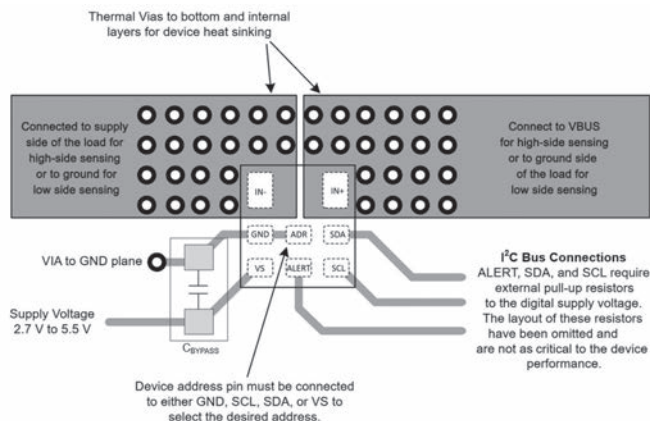 Thermal Vias to bottom and internal
layers for device heat sinking
Connected to supply
side of the load for
high-side sensing
or to ground for
low side sensing
Connect to VBUS
for high-side sensing
or to ground side
of the load for
low side sensing
IN-
IN+
GND
ADR
SDA
VS
ALERT
SCL
VIA to GND plane
Supply Voltage
2.7 V to 5.5 V
CBYPASS
I²C Bus Connections
ALERT, SDA, and SCL require
external pull-up resistors
to the digital supply voltage.
The layout of these resistors
have been omitted and
are not as critical to the device
performance.
Device address pin must be connected
to either GND, SCL, SDA, or VS to
select the desired address.